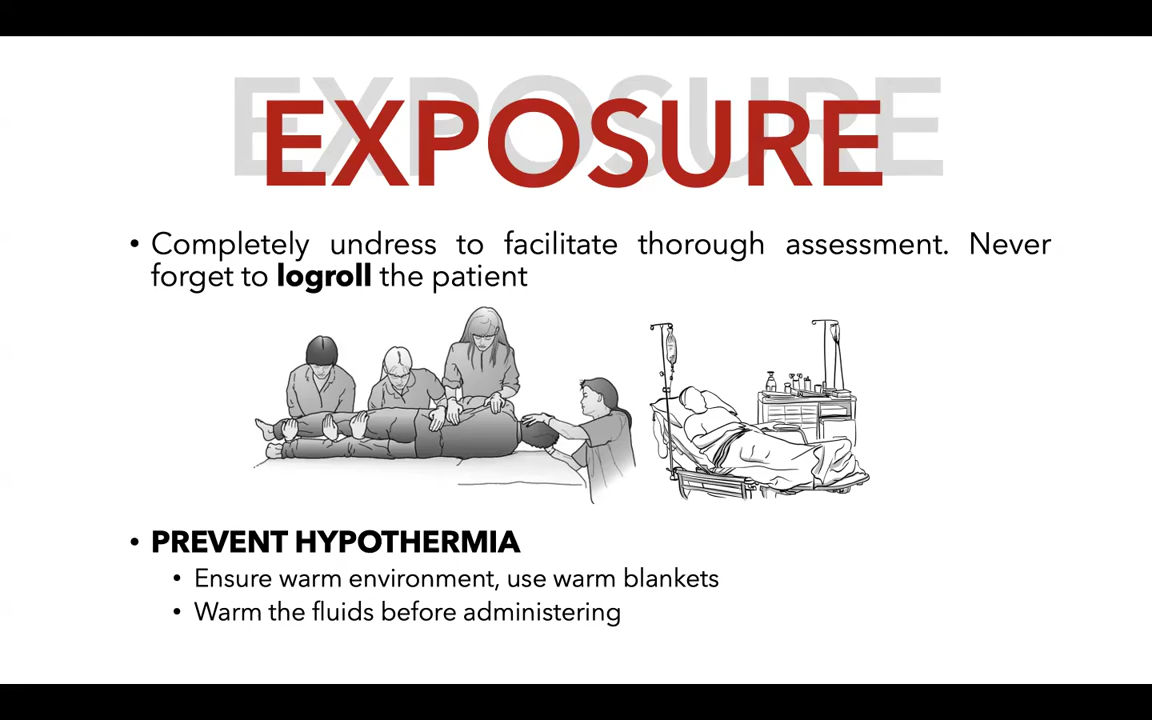 EXPOSURE
EXPOSURE
• Completely undress to facilitate thorough assessment. Never
forget to logroll the patient
• PREVENT HYPOTHERMIA
• Ensure warm environment, use warm blankets
• Warm the fluids before administering